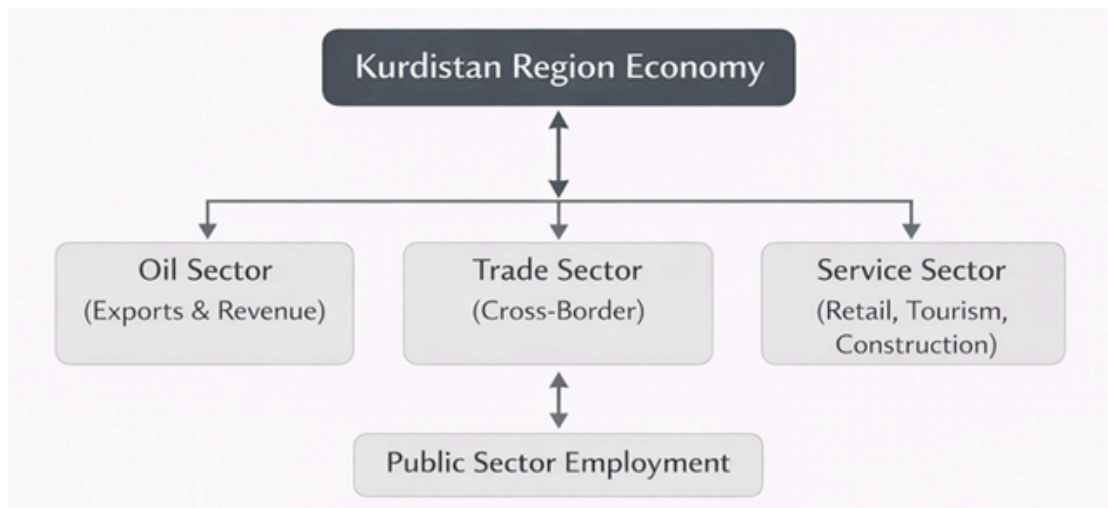 Kurdistan Region Economy
Oil Sector
(Exports & Revenue)
Trade Sector
(Cross-Border)
Service Sector
(Retail, Tourism,
Construction)
Public Sector Employment